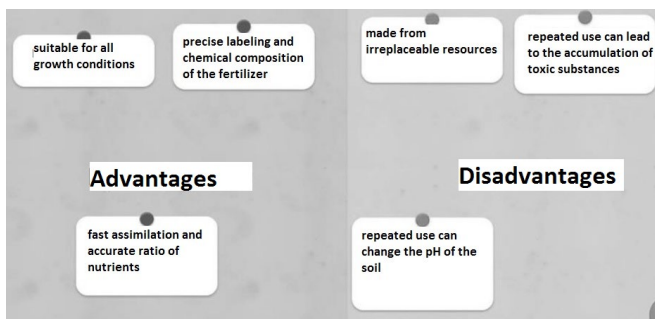 suitable for all
growth conditions
precise labeling and
chemical composition
of the fertilizer
Advantages
fast assimilation and
accurate ratio of
nutrients
made from
irreplaceable resources
repeated use can lead
to the accumulation of
toxic substances
Disadvantages
repeated use can
change the pH of the
soil